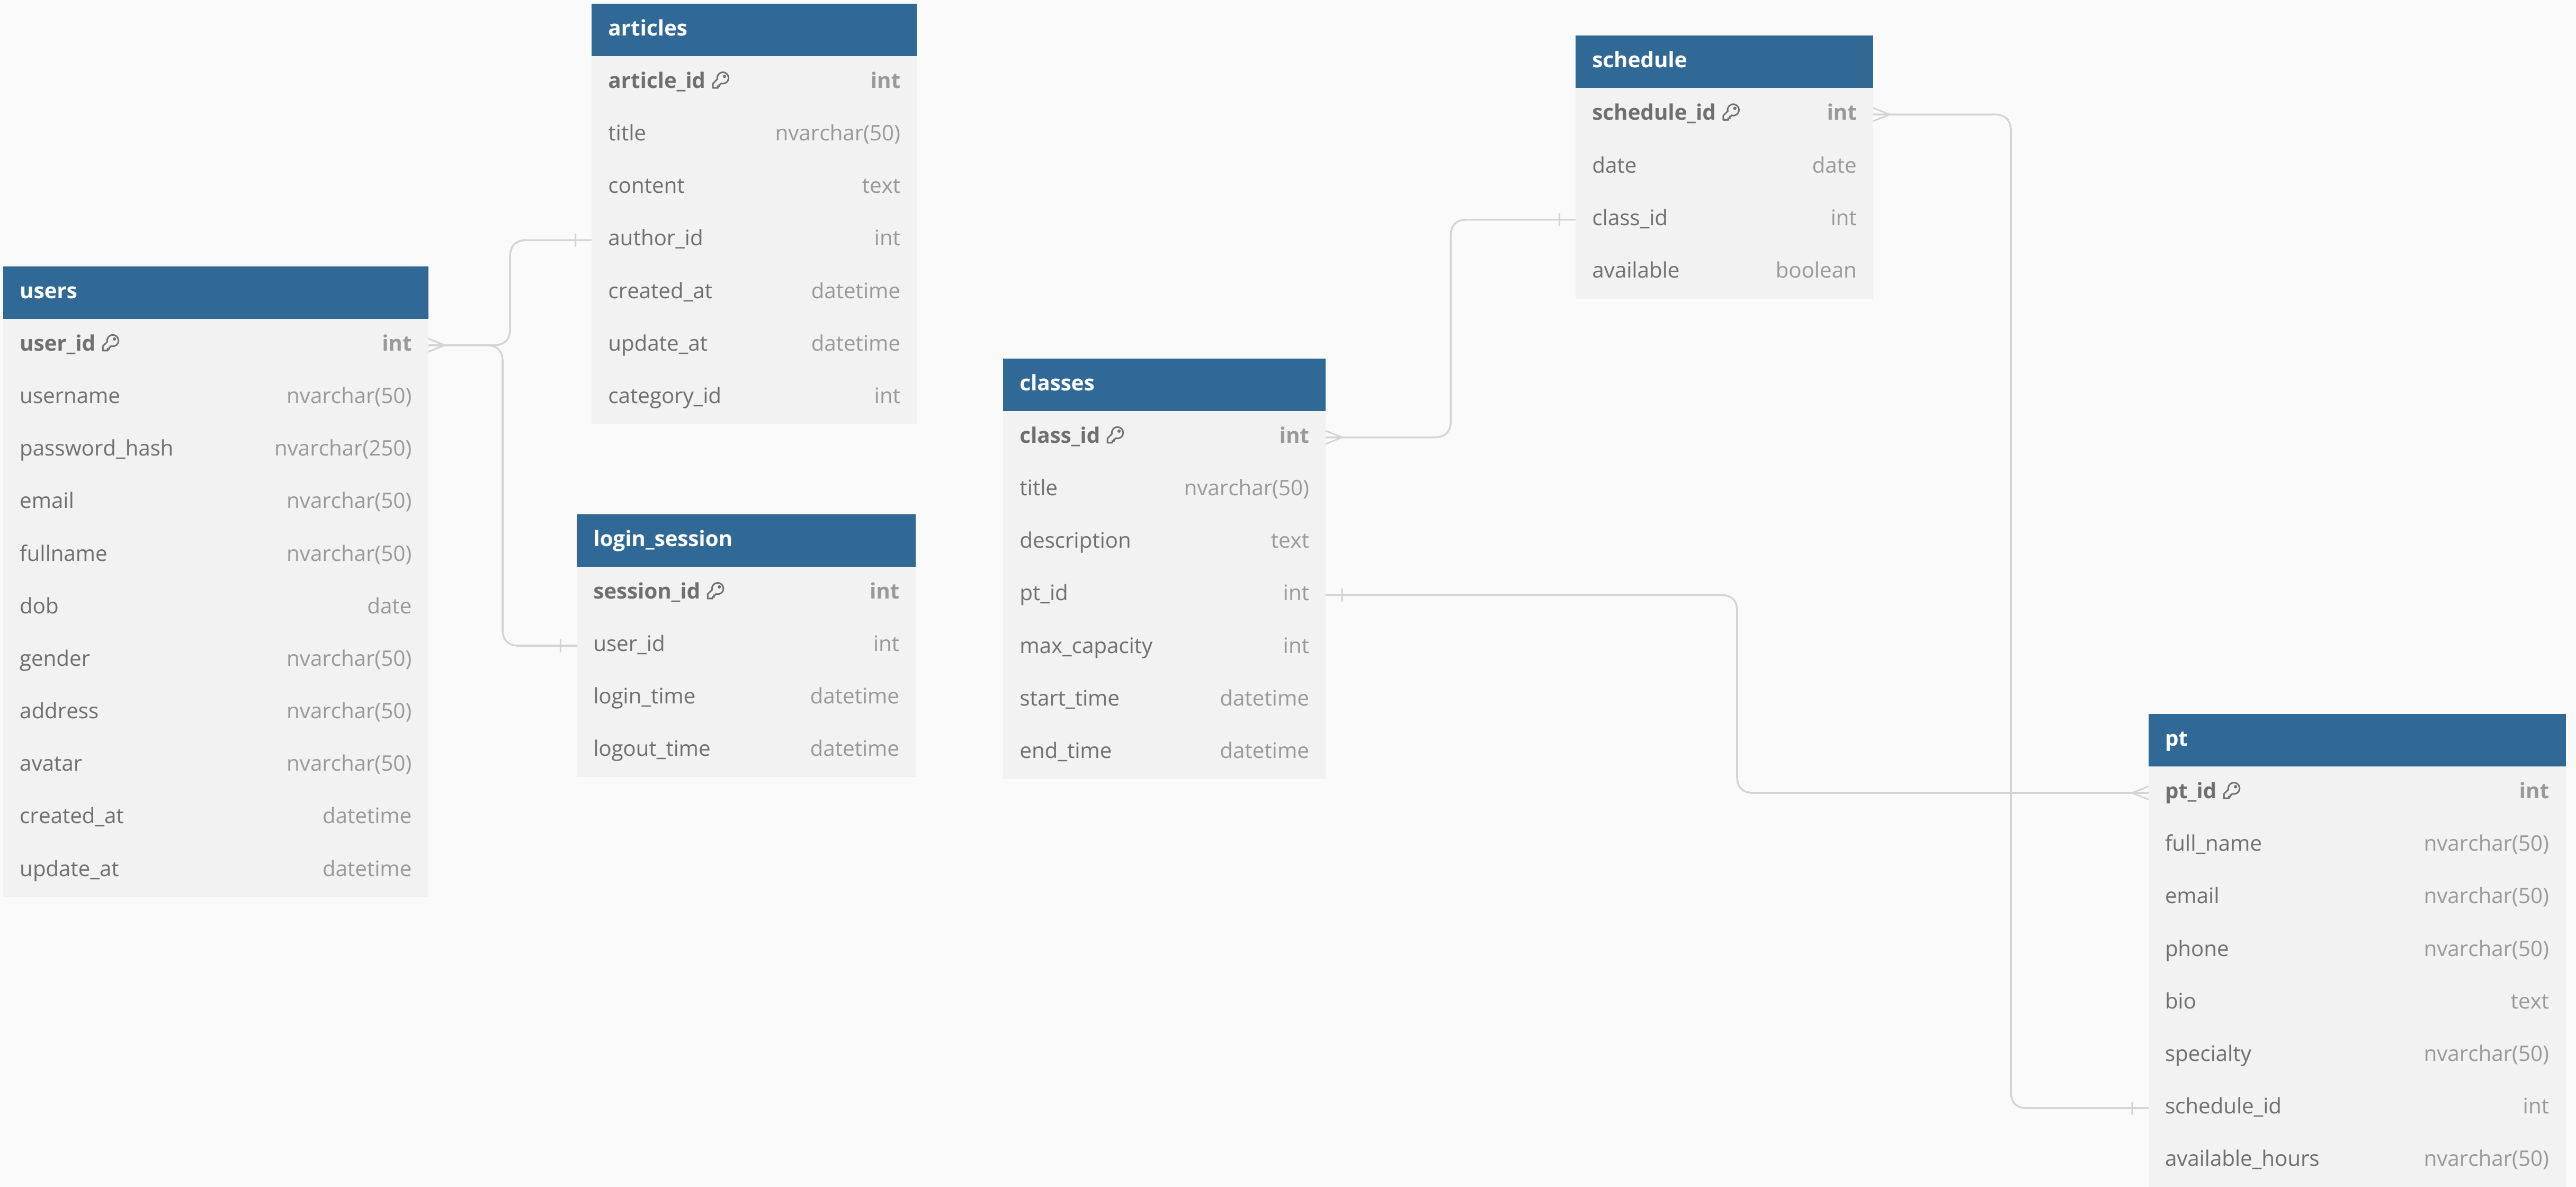 articles
article_id int
title nvarchar(50)
content text
author_id int
created_at datetime
update_at datetime
category_id int
users
user_id int
username nvarchar(50)
password_hash nvarchar(250)
email nvarchar(50)
fullname nvarchar(50)
dob date
gender nvarchar(50)
address nvarchar(50)
avatar nvarchar(50)
created_at datetime
update_at datetime
login_session
session_id int
user_id int
login_time datetime
logout_time datetime
classes
class_id int
title nvarchar(50)
description text
pt_id int
max_capacity int
start_time datetime
end_time datetime
schedule
schedule_id int
date date
class_id int
available boolean
pt
pt_id int
full_name nvarchar(50)
email nvarchar(50)
phone nvarchar(50)
bio text
specialty nvarchar(50)
schedule_id int
available_hours nvarchar(50)